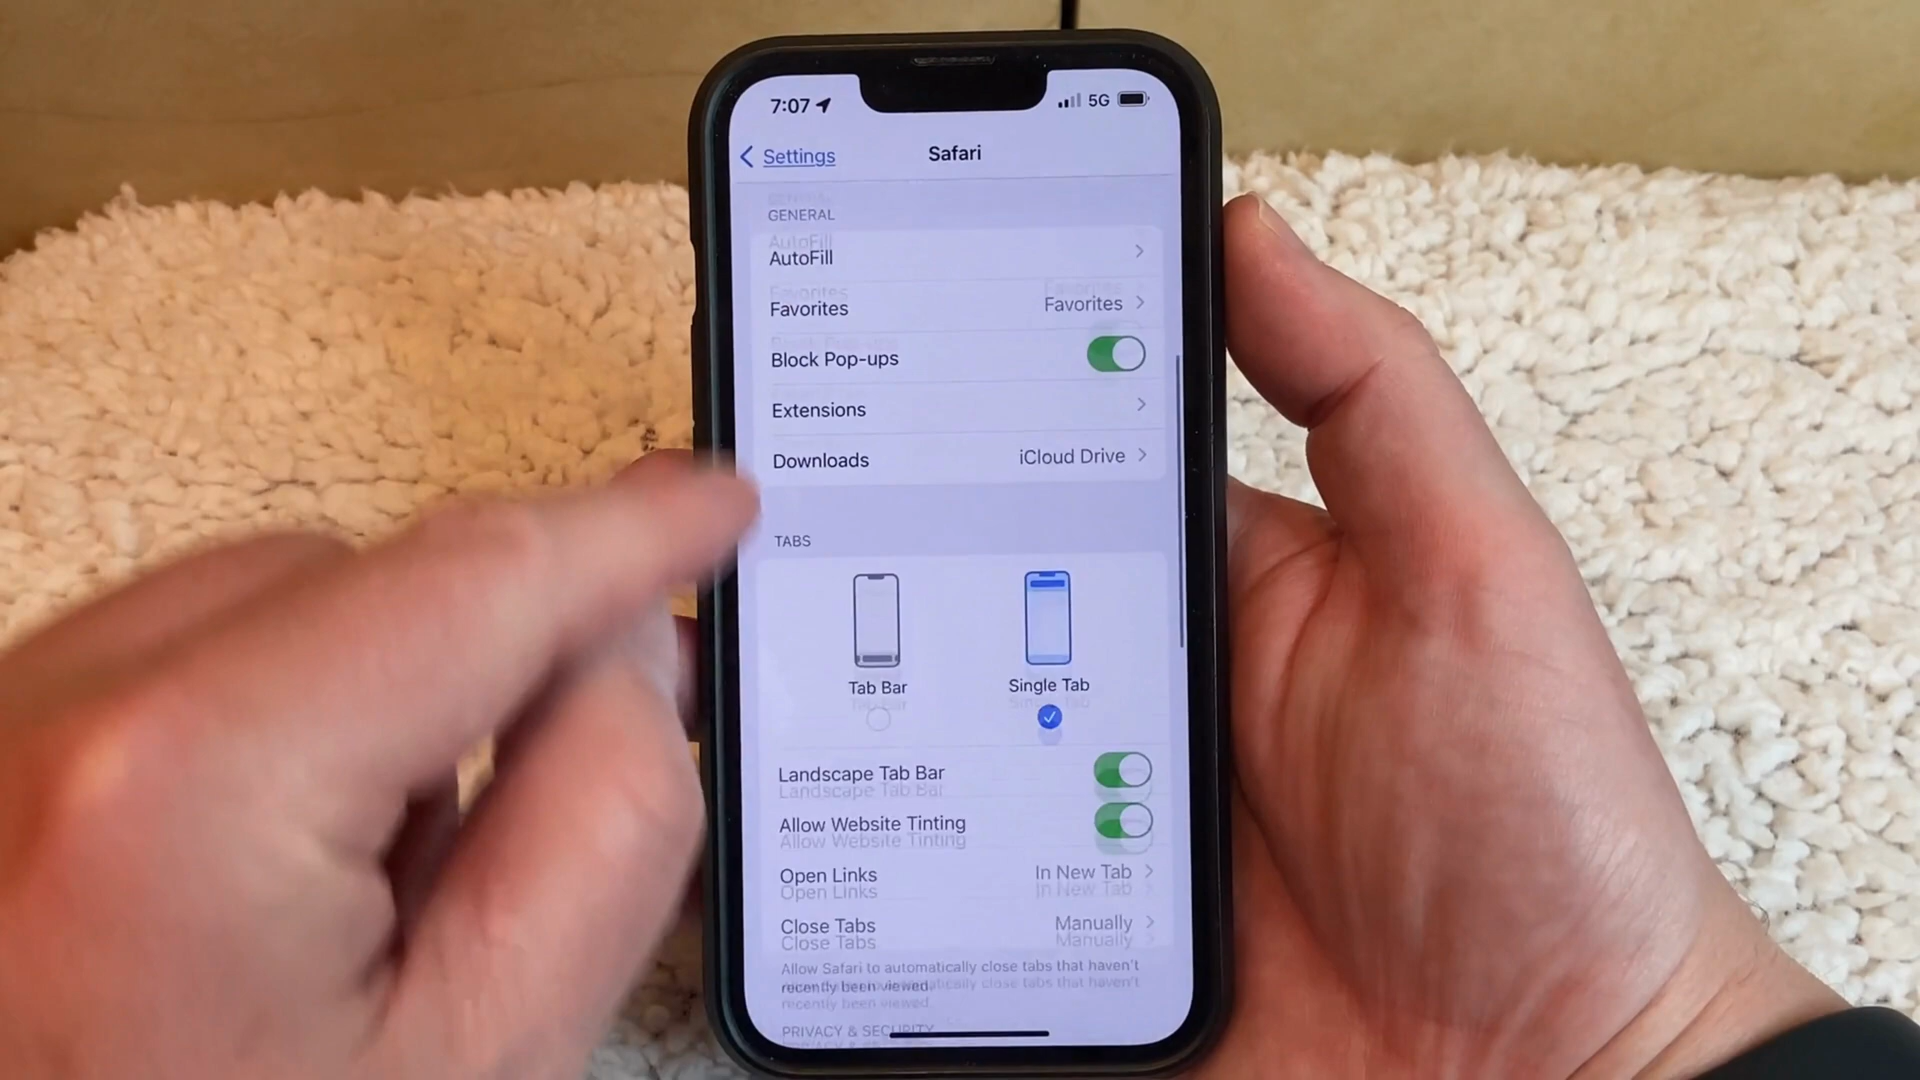 7:07 5G
Settings Safari
GENERAL
AutoFill
Favorites Favorites
Block Pop-ups
Extensions
Downloads iCloud Drive
TABS
Tab Bar Single Tab
Landscape Tab Bar
Allow Website Tinting
Open Links In New Tab
Close Tabs Manually
Allow Safari to automatically close tabs that haven't
recently been viewed.
PRIVACY & SECURITY